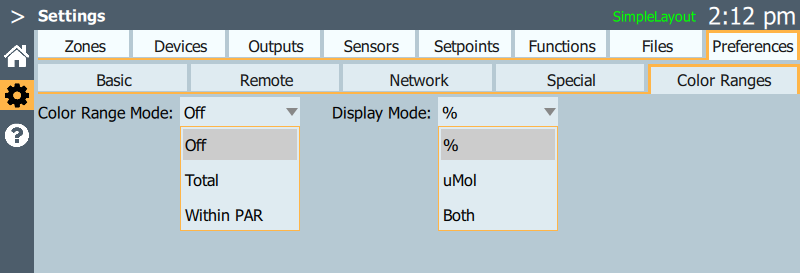 > Settings SimpleLayout 2:12 pm
Zones Devices Outputs Sensors Setpoints Functions Files Preferences
Basic Remote Network Special Color Ranges
Color Range Mode: Off Display Mode: %
Off %
Total uMol
Within PAR Both
?